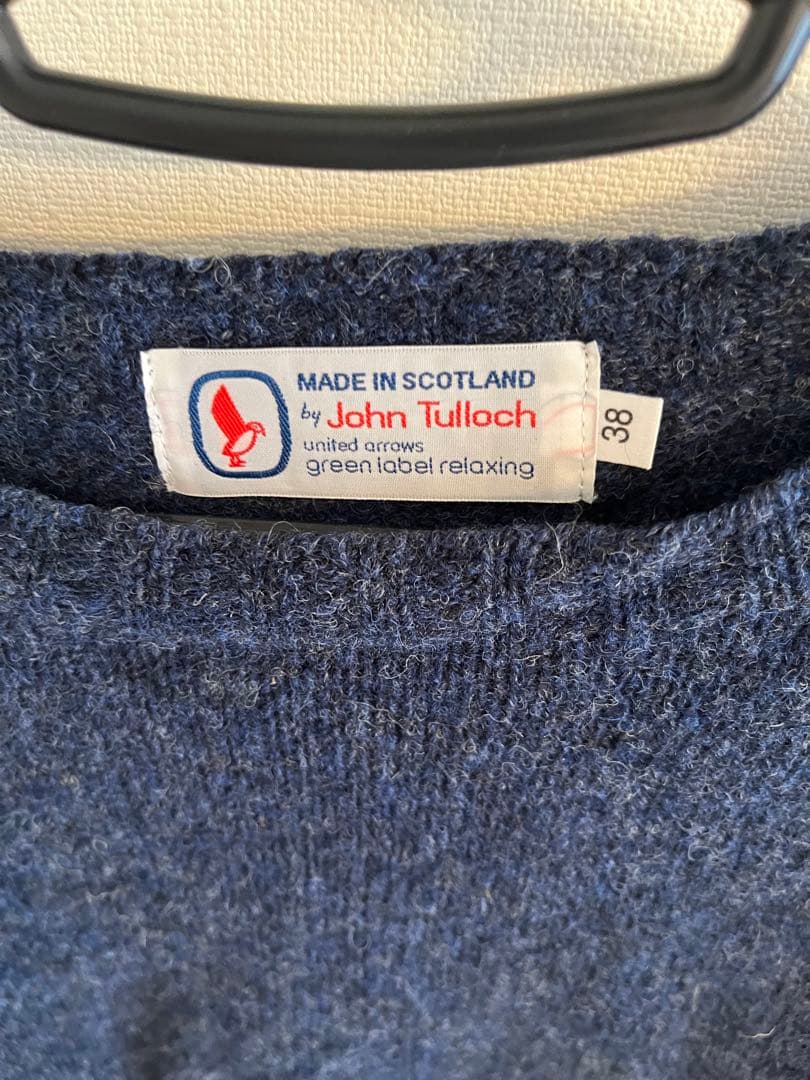 MADE IN SCOTLAND
by John Tulloch
united arrows
green label relaxing
38